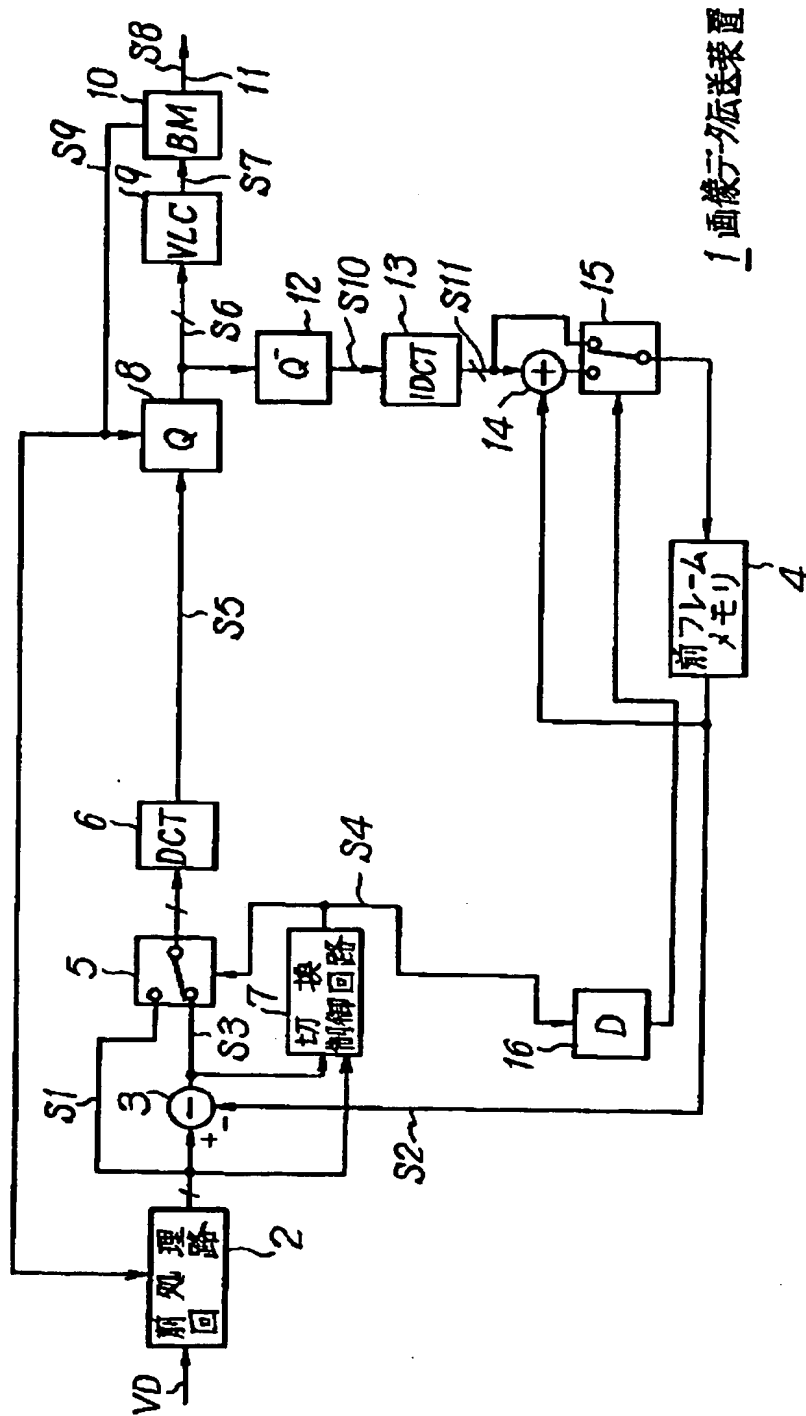 VD
前処理
回路
2
S1
3
+
−
−
S3
5
切換
制御回路
7
S4
6
DCT
S5
8
Q
S6
9
VLC
S7
10
BM
S8
11
S9
12
Q⁻
S10
13
IDCT
S11
14
+
15
16
D
S2
前フレーム
メモリ
4
1 画像データ伝送装置